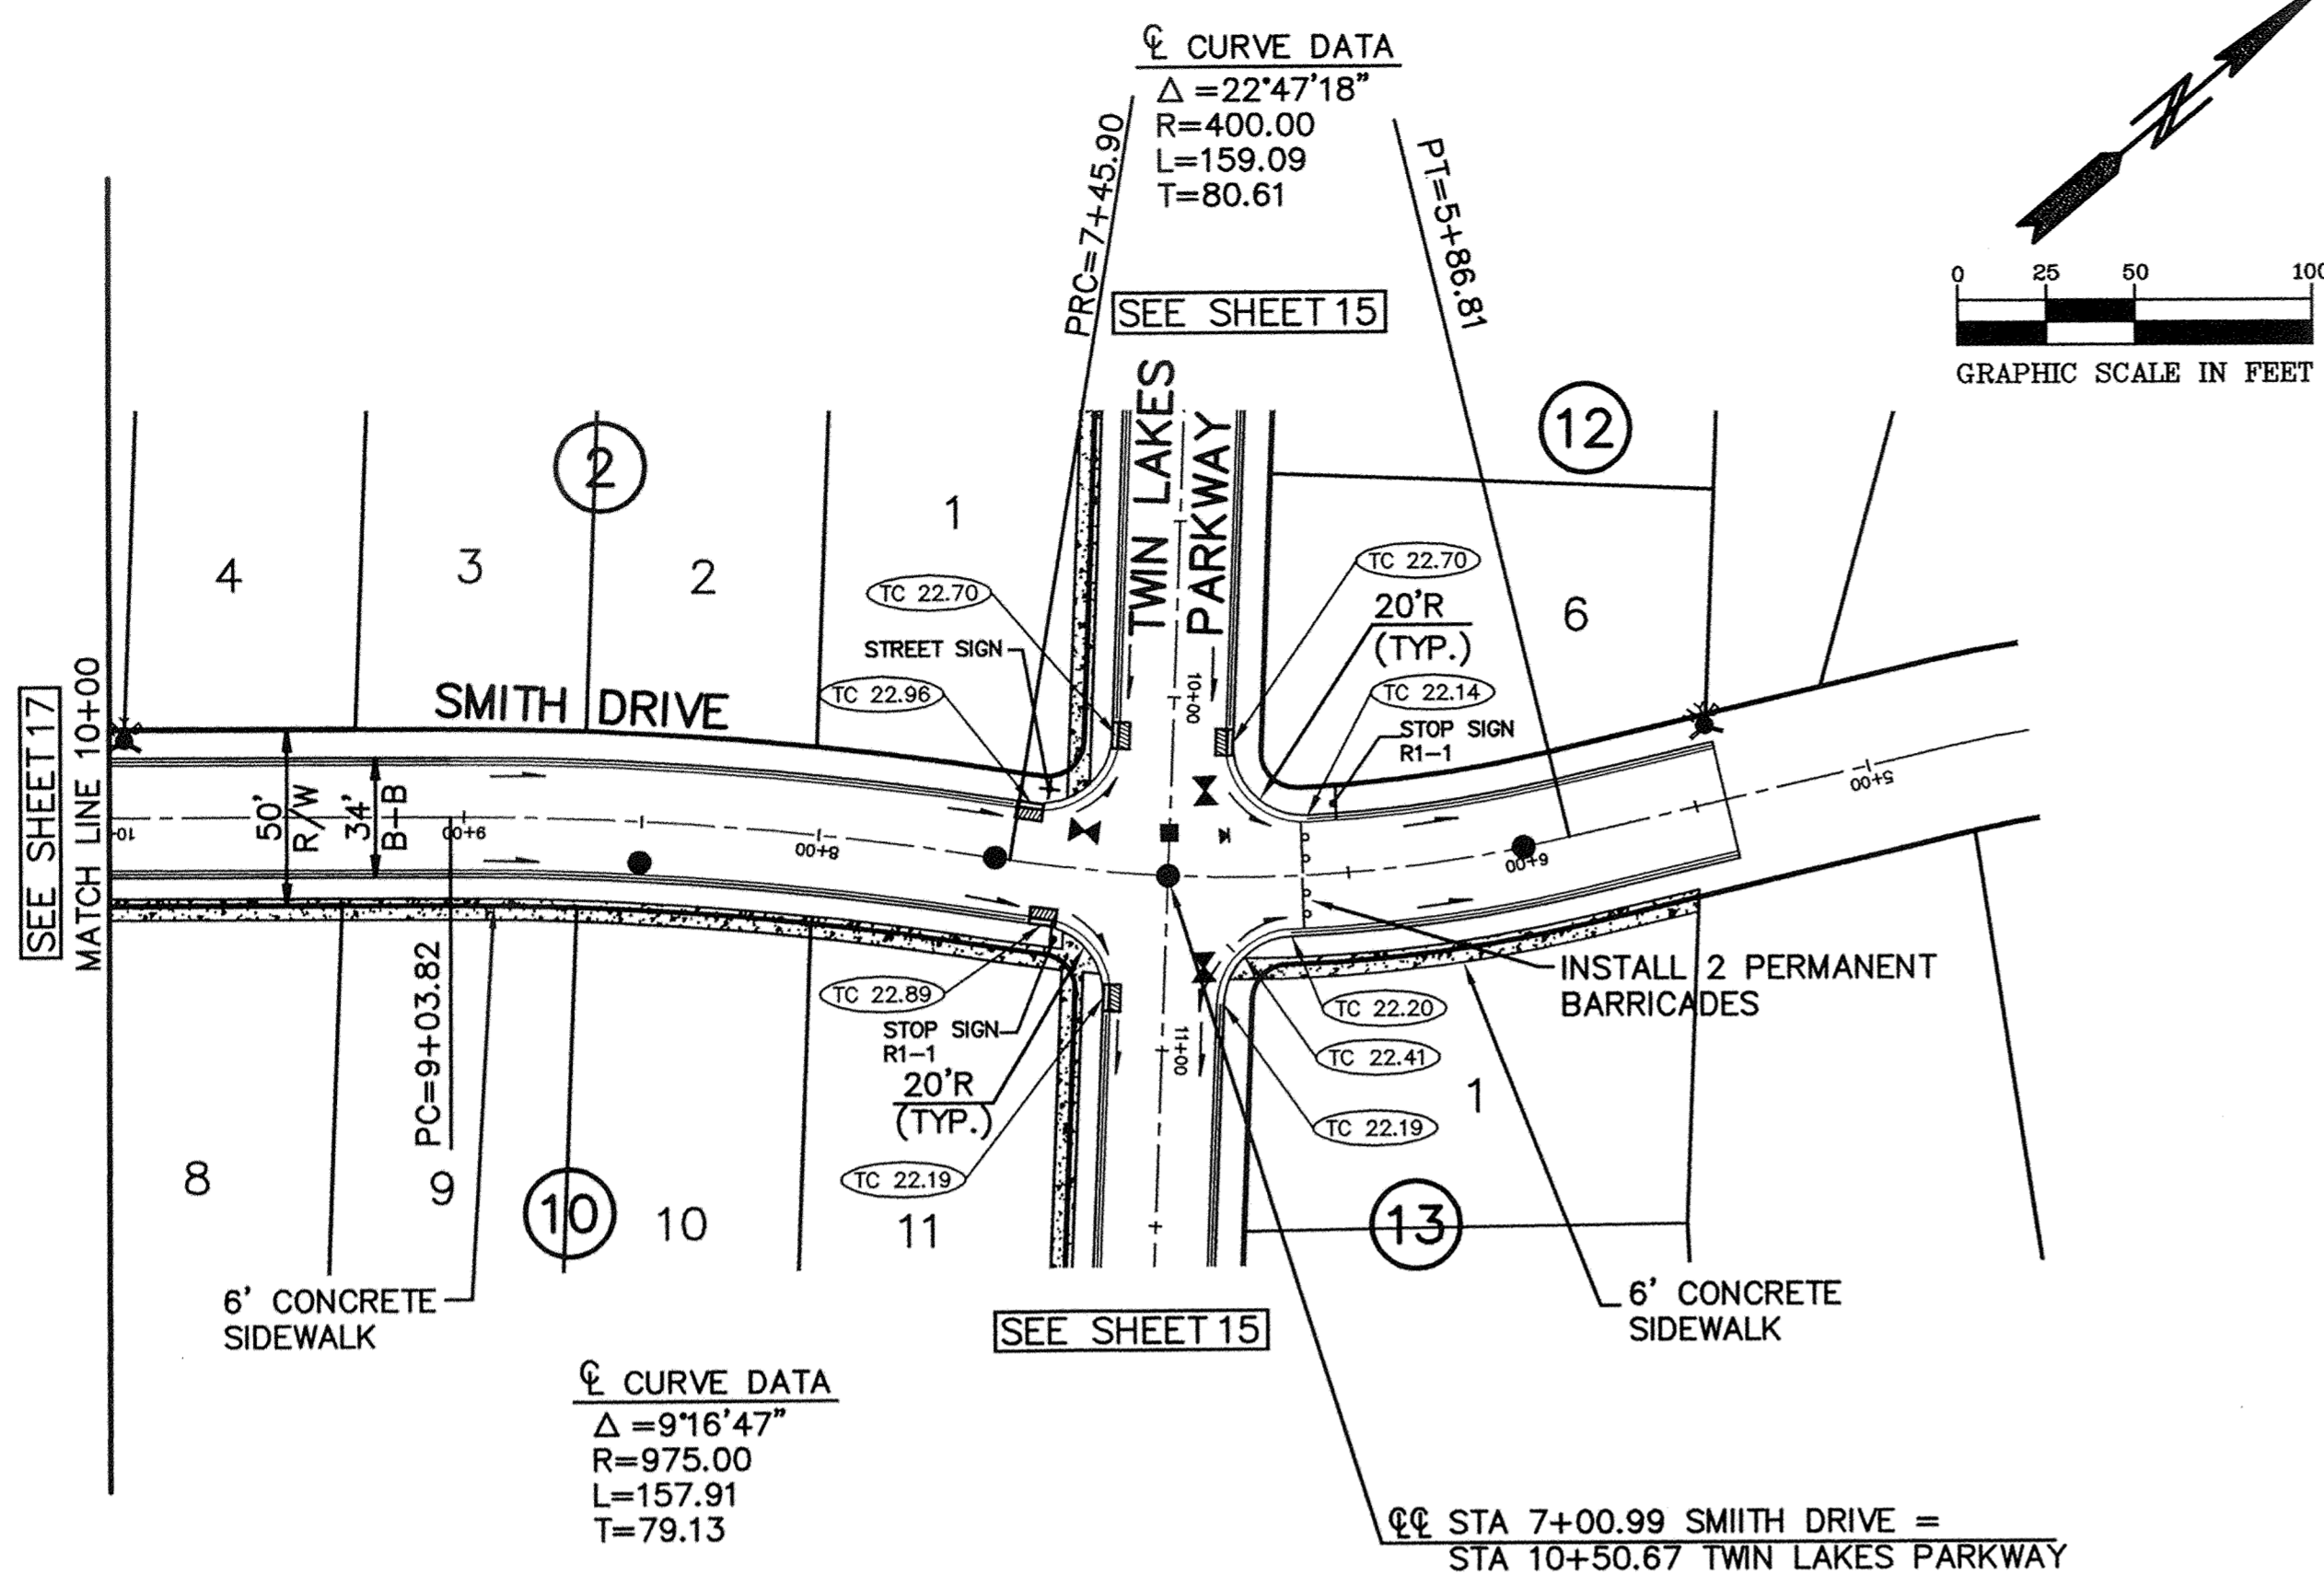 ℄ CURVE DATA
Δ =22°47'18"
R=400.00
L=159.09
T=80.61
PRC=7+45.90
PT=5+86.81
N
0 25 50 100
GRAPHIC SCALE IN FEET
SEE SHEET 15
TWIN LAKES
PARKWAY
2
12
4
3
2
1
6
TC 22.70
STREET SIGN
TC 22.96
TC 22.70
20'R
(TYP.)
TC 22.14
STOP SIGN
R1-1
SMITH DRIVE
SEE SHEET 17
MATCH LINE 10+00
50'
R/W
34'
B-B
10
9+00
8+00
10+00
6+00
5+00
11+00
PC=9+03.82
TC 22.89
STOP SIGN
R1-1
20'R
(TYP.)
TC 22.19
INSTALL 2 PERMANENT
BARRICADES
TC 22.20
TC 22.41
TC 22.19
1
8
9
10
10
11
13
6' CONCRETE
SIDEWALK
6' CONCRETE
SIDEWALK
SEE SHEET 15
℄ CURVE DATA
Δ =9°16'47"
R=975.00
L=157.91
T=79.13
℄℄ STA 7+00.99 SMIITH DRIVE =
STA 10+50.67 TWIN LAKES PARKWAY